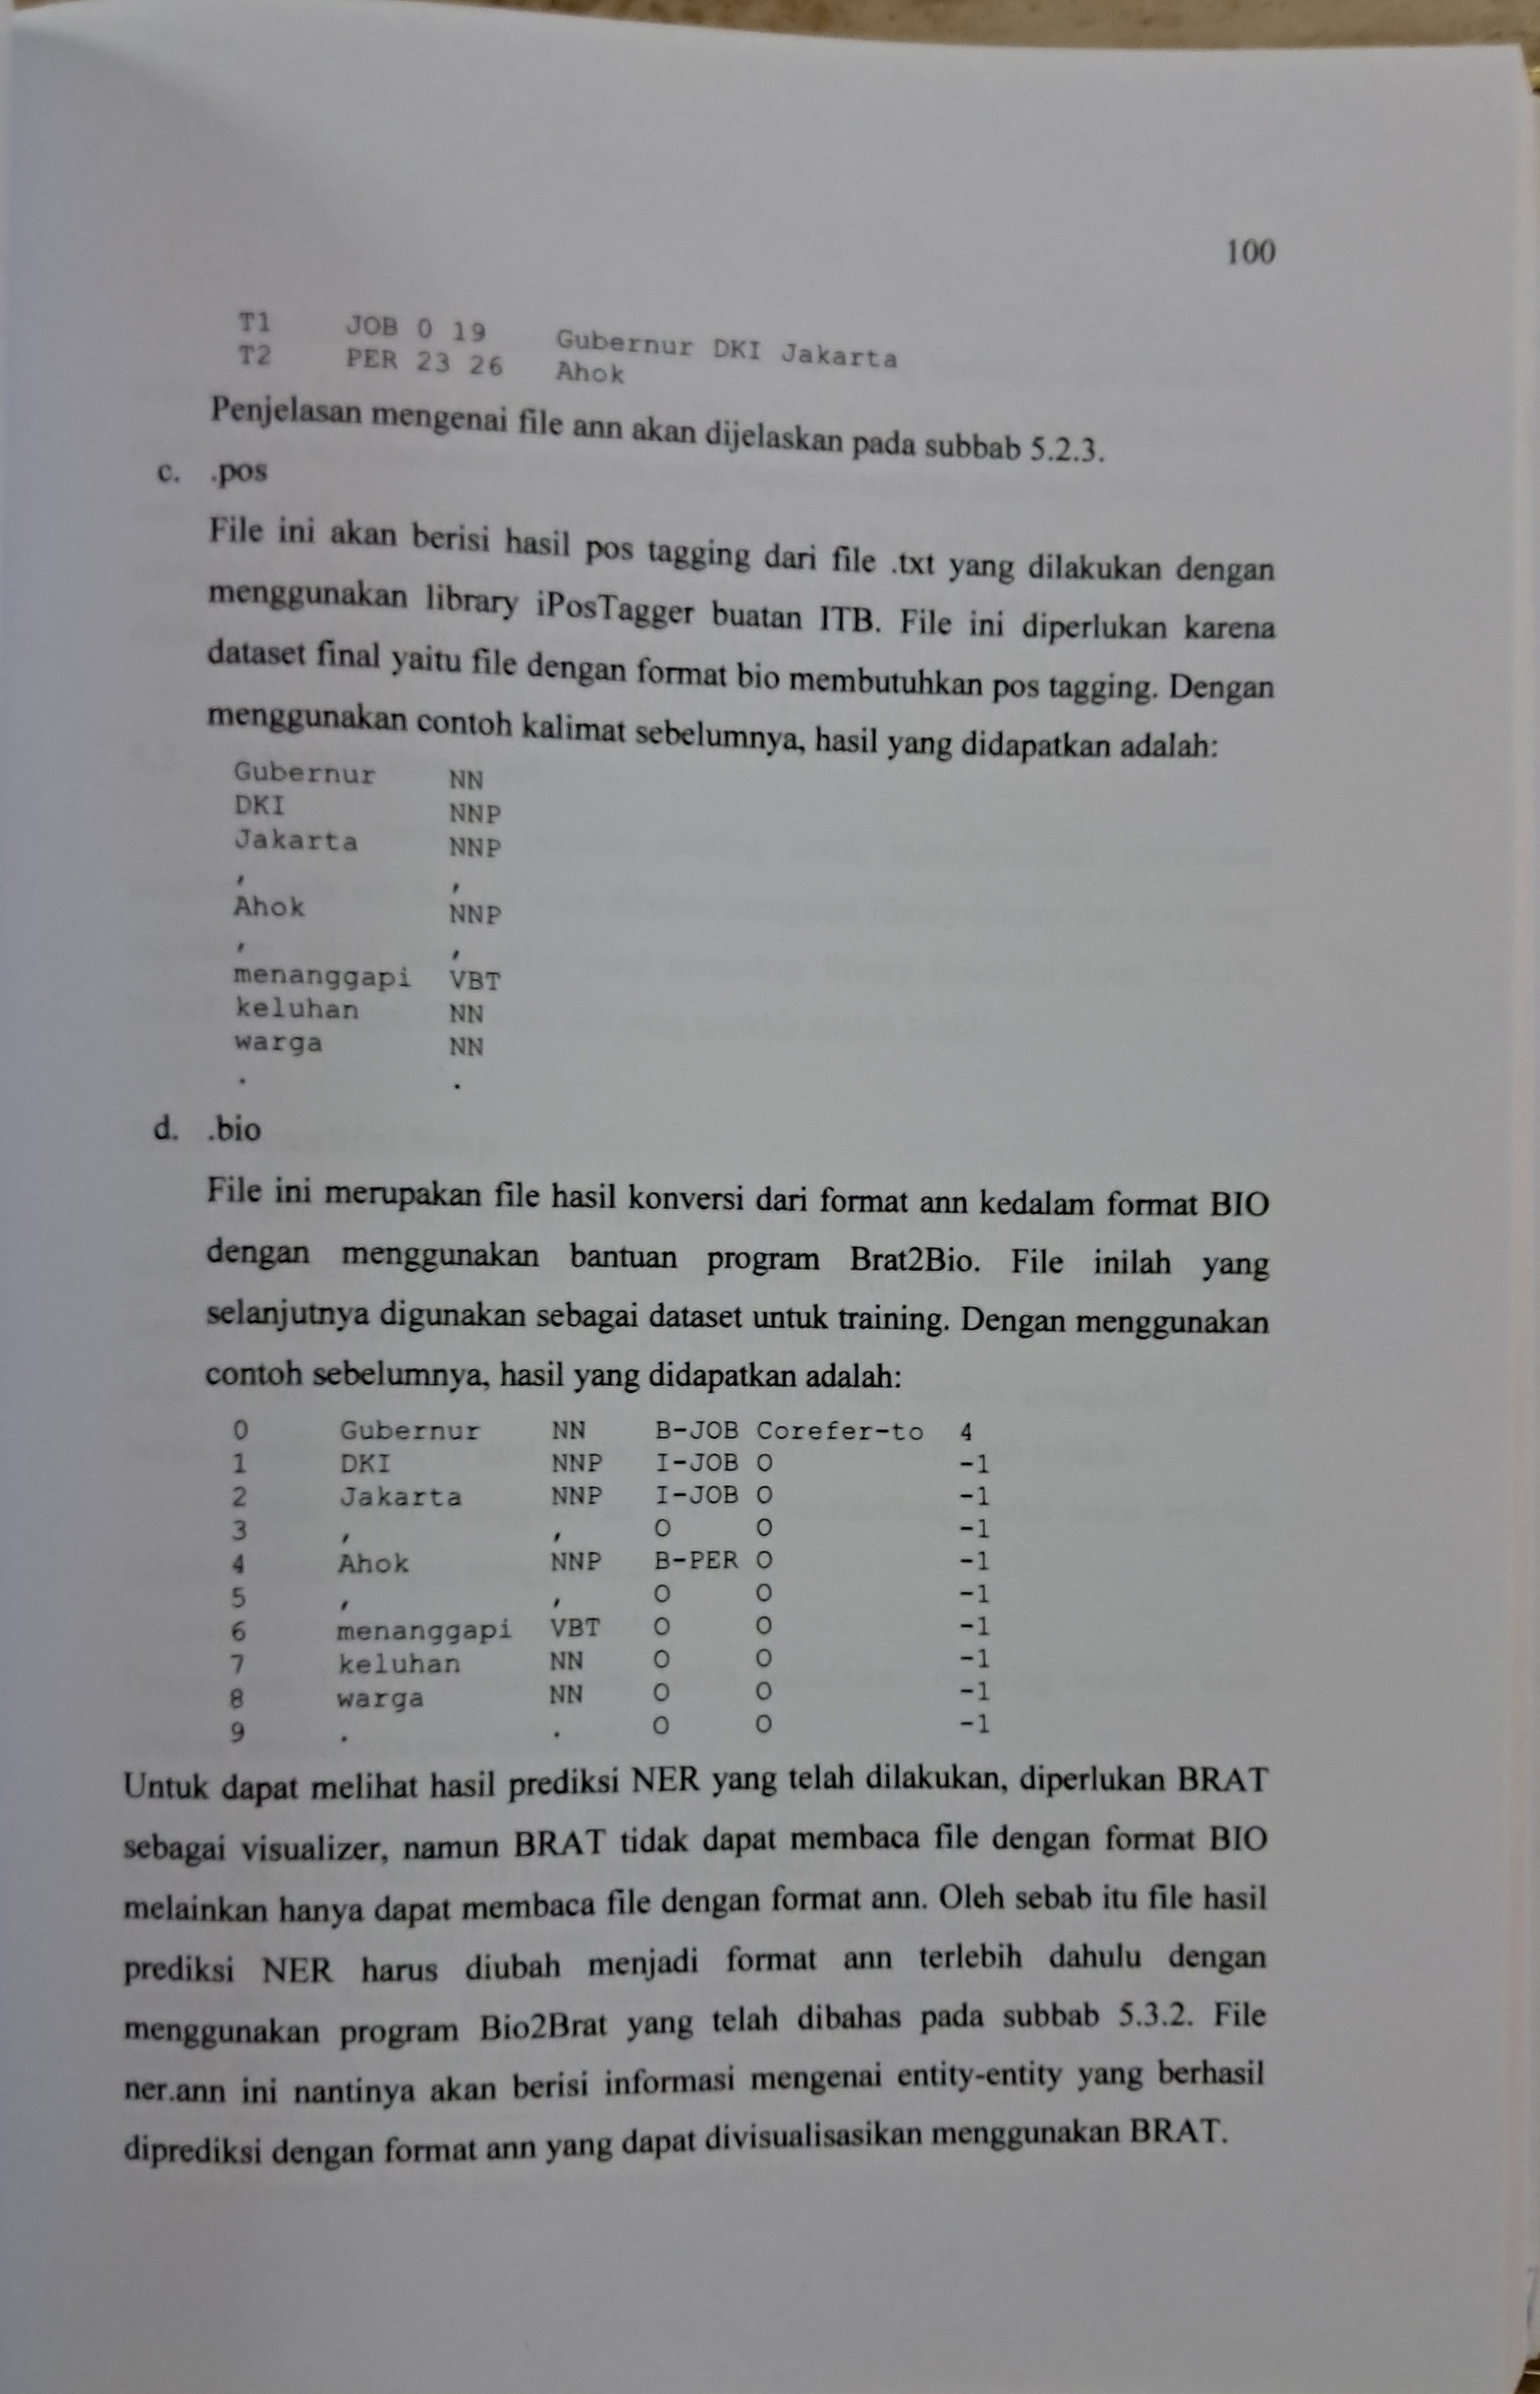 100
T1 JOB 0 19 Gubernur DKI Jakarta
T2 PER 23 26 Ahok
Penjelasan mengenai file ann akan dijelaskan pada subbab 5.2.3.
c. .pos
File ini akan berisi hasil pos tagging dari file .txt yang dilakukan dengan
menggunakan library iPosTagger buatan ITB. File ini diperlukan karena
dataset final yaitu file dengan format bio membutuhkan pos tagging. Dengan
menggunakan contoh kalimat sebelumnya, hasil yang didapatkan adalah:
Gubernur NN
DKI NNP
Jakarta NNP
, ,
Ahok NNP
, ,
menanggapi VBT
keluhan NN
warga NN
. .
d. .bio
File ini merupakan file hasil konversi dari format ann kedalam format BIO
dengan menggunakan bantuan program Brat2Bio. File inilah yang
selanjutnya digunakan sebagai dataset untuk training. Dengan menggunakan
contoh sebelumnya, hasil yang didapatkan adalah:
0 Gubernur NN B-JOB Corefer-to 4
1 DKI NNP I-JOB O -1
2 Jakarta NNP I-JOB O -1
3 , , O O -1
4 Ahok NNP B-PER O -1
5 , , O O -1
6 menanggapi VBT O O -1
7 keluhan NN O O -1
8 warga NN O O -1
9 . . O O -1
Untuk dapat melihat hasil prediksi NER yang telah dilakukan, diperlukan BRAT
sebagai visualizer, namun BRAT tidak dapat membaca file dengan format BIO
melainkan hanya dapat membaca file dengan format ann. Oleh sebab itu file hasil
prediksi NER harus diubah menjadi format ann terlebih dahulu dengan
menggunakan program Bio2Brat yang telah dibahas pada subbab 5.3.2. File
ner.ann ini nantinya akan berisi informasi mengenai entity-entity yang berhasil
diprediksi dengan format ann yang dapat divisualisasikan menggunakan BRAT.